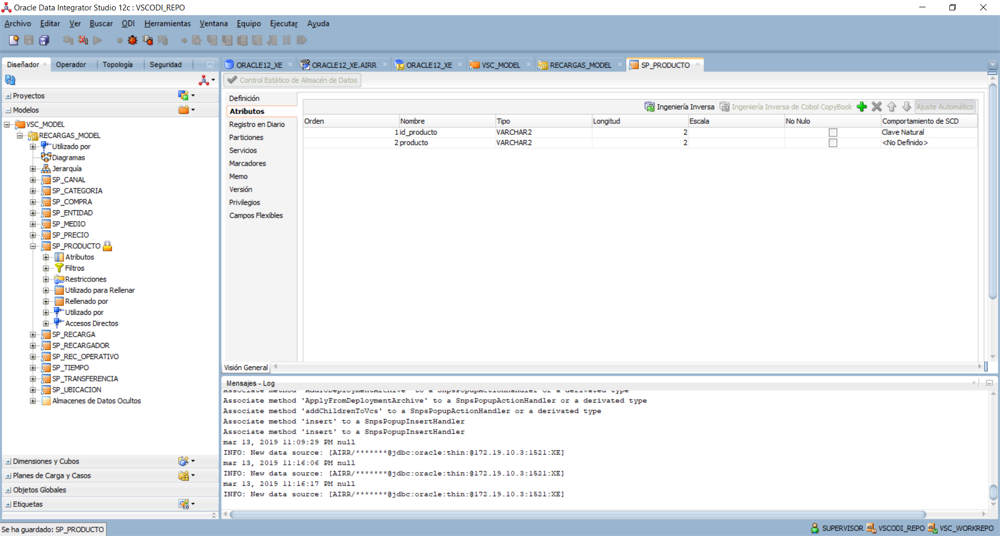 Oracle Data Integrator Studio 12c : VSCODI_REPO
Archivo Editar Ver Buscar ODI Herramientas Ventana Equipo Ejecutar Ayuda
Diseñador Operador Topología Seguridad
Proyectos
Modelos
VSC_MODEL
RECARGAS_MODEL
Utilizado por
Diagramas
Jerarquía
SP_CANAL
SP_CATEGORIA
SP_COMPRA
SP_ENTIDAD
SP_MEDIO
SP_PRECIO
SP_PRODUCTO
Atributos
Filtros
Restricciones
Utilizado para Rellenar
Rellenado por
Utilizado por
Accesos Directos
SP_RECARGA
SP_RECARGADOR
SP_REC_OPERATIVO
SP_TIEMPO
SP_TRANSFERENCIA
SP_UBICACION
Almacenes de Datos Ocultos
Dimensiones y Cubos
Planes de Carga y Casos
Objetos Globales
Etiquetas
ORACLE12_XE ORACLE12_XE.AIRR ORACLE12_XE VSC_MODEL RECARGAS_MODEL SP_PRODUCTO
Control Estático de Almacén de Datos
Definición
Atributos
Registro en Diario
Particiones
Servicios
Marcadores
Memo
Versión
Privilegios
Campos Flexibles
Ingeniería Inversa Ingeniería Inversa de Cobol CopyBook Ajuste Automático
Orden Nombre Tipo Longitud Escala No Nulo Comportamiento de SCD
1 id_producto VARCHAR2 2 Clave Natural
2 producto VARCHAR2 2 <No Definido>
Visión General
Mensajes - Log
Associate method 'AddToDeploymentArchive' to a SnpsPopupActionHandler or a derivated type
Associate method 'ApplyFromDeploymentArchive' to a SnpsPopupActionHandler or a derivated type
Associate method 'addChildrenToVcs' to a SnpsPopupActionHandler or a derivated type
Associate method 'insert' to a SnpsPopupInsertHandler
Associate method 'insert' to a SnpsPopupInsertHandler
mar 13, 2019 11:09:29 PM null
INFO: New data source: [AIRR/*******@jdbc:oracle:thin:@172.19.10.3:1521:XE]
mar 13, 2019 11:16:06 PM null
INFO: New data source: [AIRR/*******@jdbc:oracle:thin:@172.19.10.3:1521:XE]
mar 13, 2019 11:16:17 PM null
INFO: New data source: [AIRR/*******@jdbc:oracle:thin:@172.19.10.3:1521:XE]
Se ha guardado: SP_PRODUCTO
SUPERVISOR VSCODI_REPO VSC_WORKREPO